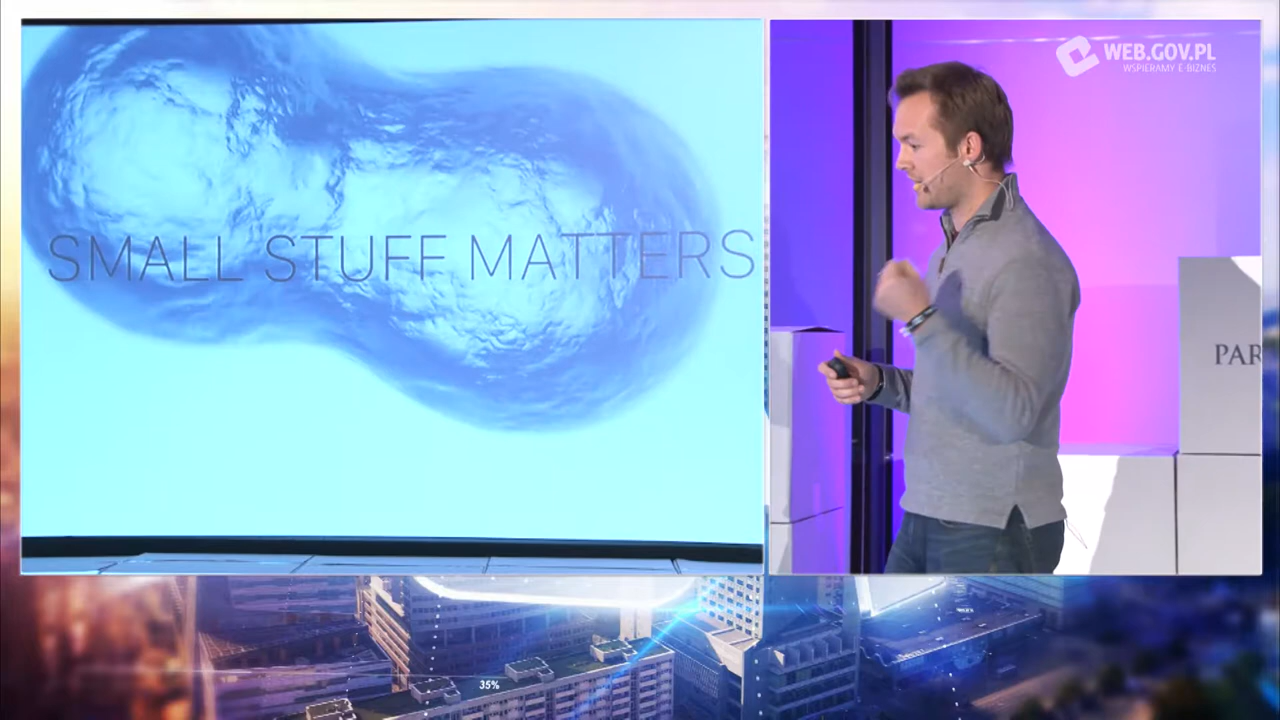 SMALL STUFF MATTERS
WEB.GOV.PL
WSPIERAMY E-BIZNES
PAR
35%